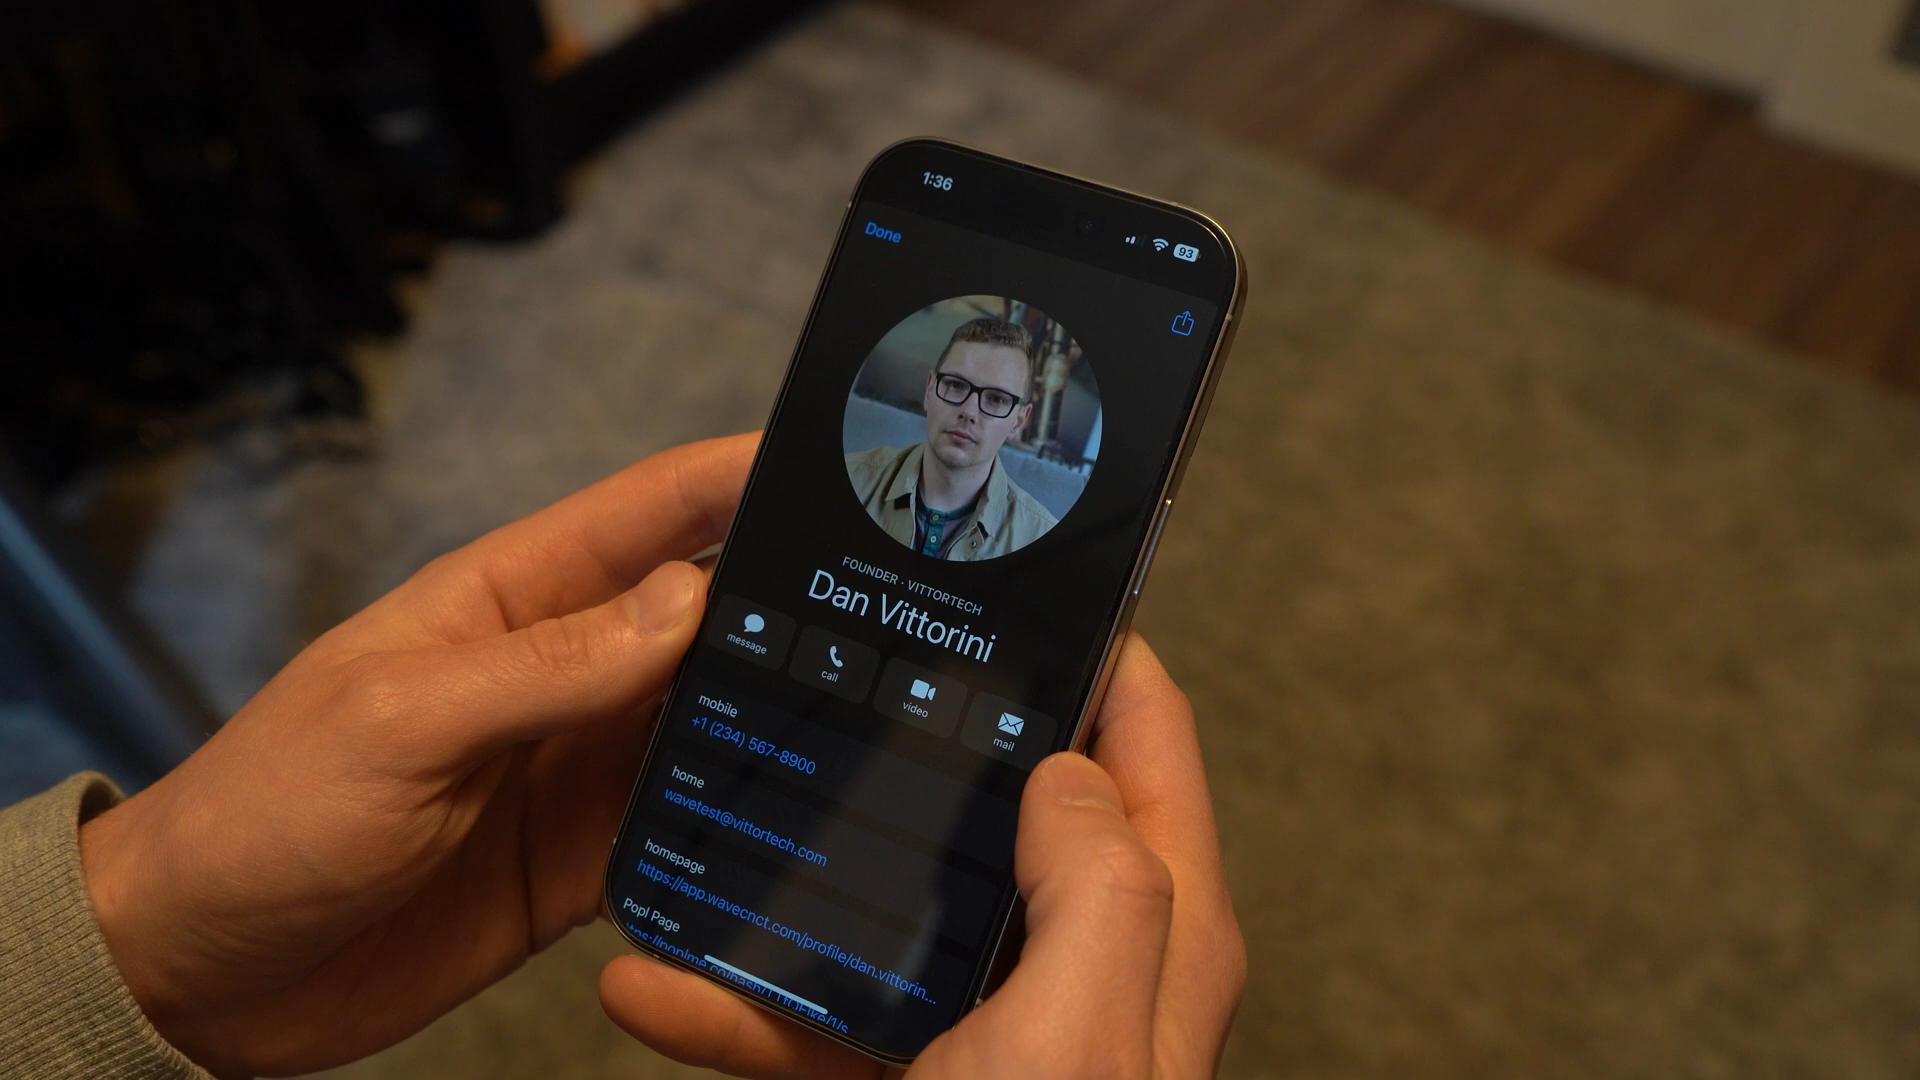 1:36
93
Done
FOUNDER · VITTORTECH
Dan Vittorini
message
call
video
mail
mobile
+1 (234) 567-8900
home
wavetest@vittortech.com
homepage
https://app.wavecnct.com/profile/dan.vittorin...
Popl Page